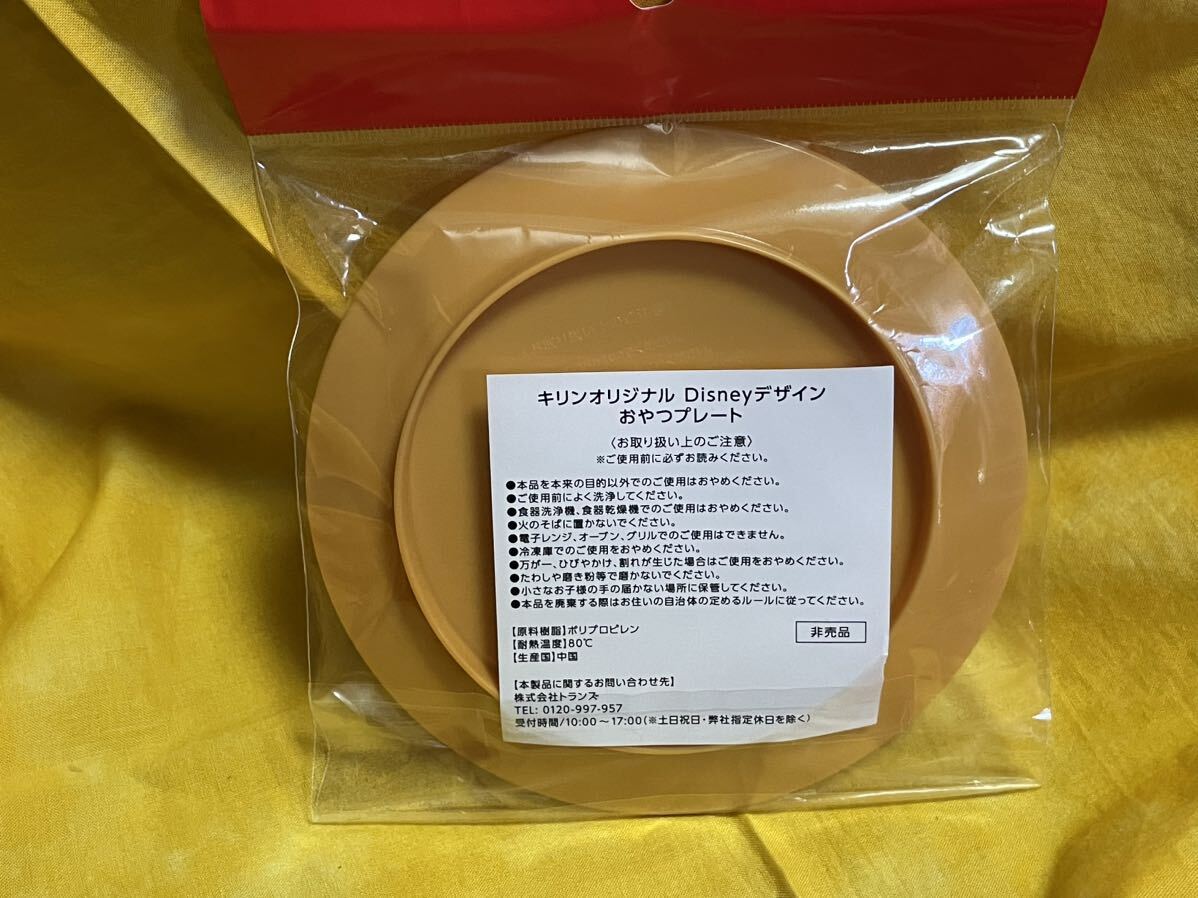 キリンオリジナル Disneyデザイン
おやつプレート
〈お取り扱い上のご注意〉
※ご使用前に必ずお読みください。
●本品を本来の目的以外でのご使用はおやめください。
●ご使用前によく洗浄してください。
●食器洗浄機、食器乾燥機でのご使用はおやめください。
●火のそばに置かないでください。
●電子レンジ、オーブン、グリルでのご使用はできません。
●冷凍庫でのご使用をおやめください。
●万が一、ひびやかけ、割れが生じた場合はご使用をおやめください。
●たわしや磨き粉等で磨かないでください。
●小さなお子様の手の届かない場所に保管してください。
●本品を廃棄する際はお住いの自治体の定めるルールに従ってください。
【原料樹脂】ポリプロピレン
【耐熱温度】80℃
【生産国】中国
非売品
【本製品に関するお問い合わせ先】
株式会社トランズ
TEL: 0120-997-957
受付時間/10:00～17:00(※土日祝日・弊社指定休日を除く)